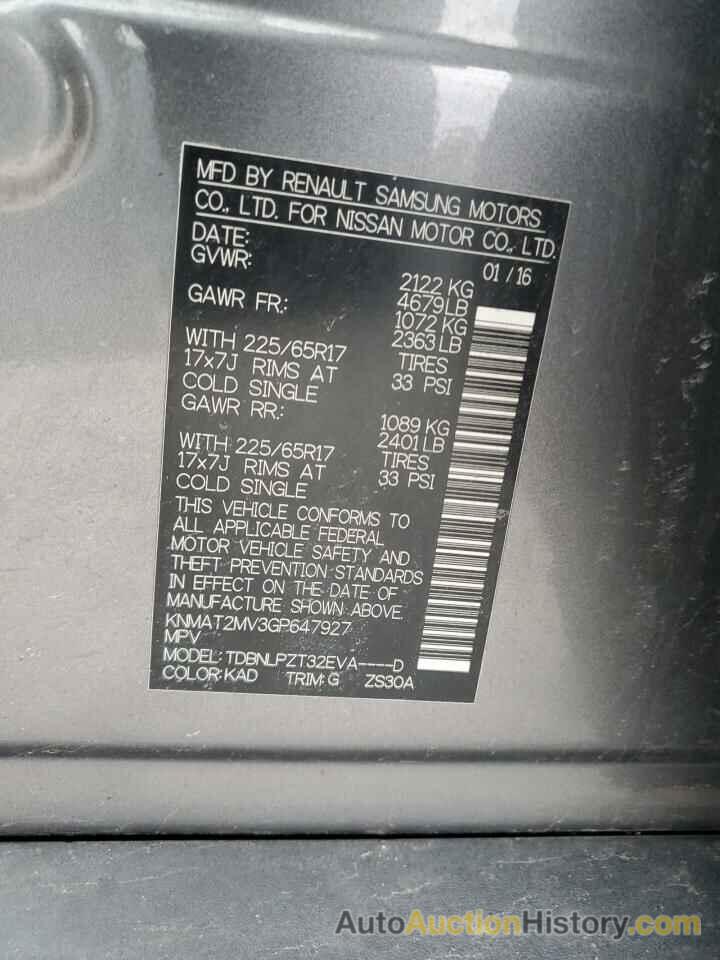 MFD BY RENAULT SAMSUNG MOTORS
CO., LTD. FOR NISSAN MOTOR CO., LTD.
DATE: 01/16
GVWR: 2122 KG
4679LB
GAWR FR.: 1072 KG
2363LB
WITH 225/65R17 TIRES
17x7J RIMS AT 33 PSI
COLD SINGLE
GAWR RR.: 1089 KG
2401LB
WITH 225/65R17 TIRES
17x7J RIMS AT 33 PSI
COLD SINGLE
THIS VEHICLE CONFORMS TO
ALL APPLICABLE FEDERAL
MOTOR VEHICLE SAFETY AND
THEFT PREVENTION STANDARDS
IN EFFECT ON THE DATE OF
MANUFACTURE SHOWN ABOVE.
KNMAT2MV3GP647927
MPV
MODEL: TDBNLPZT32EVA----D
COLOR:KAD TRIM:G ZS30A
AutoAuctionHistory.com